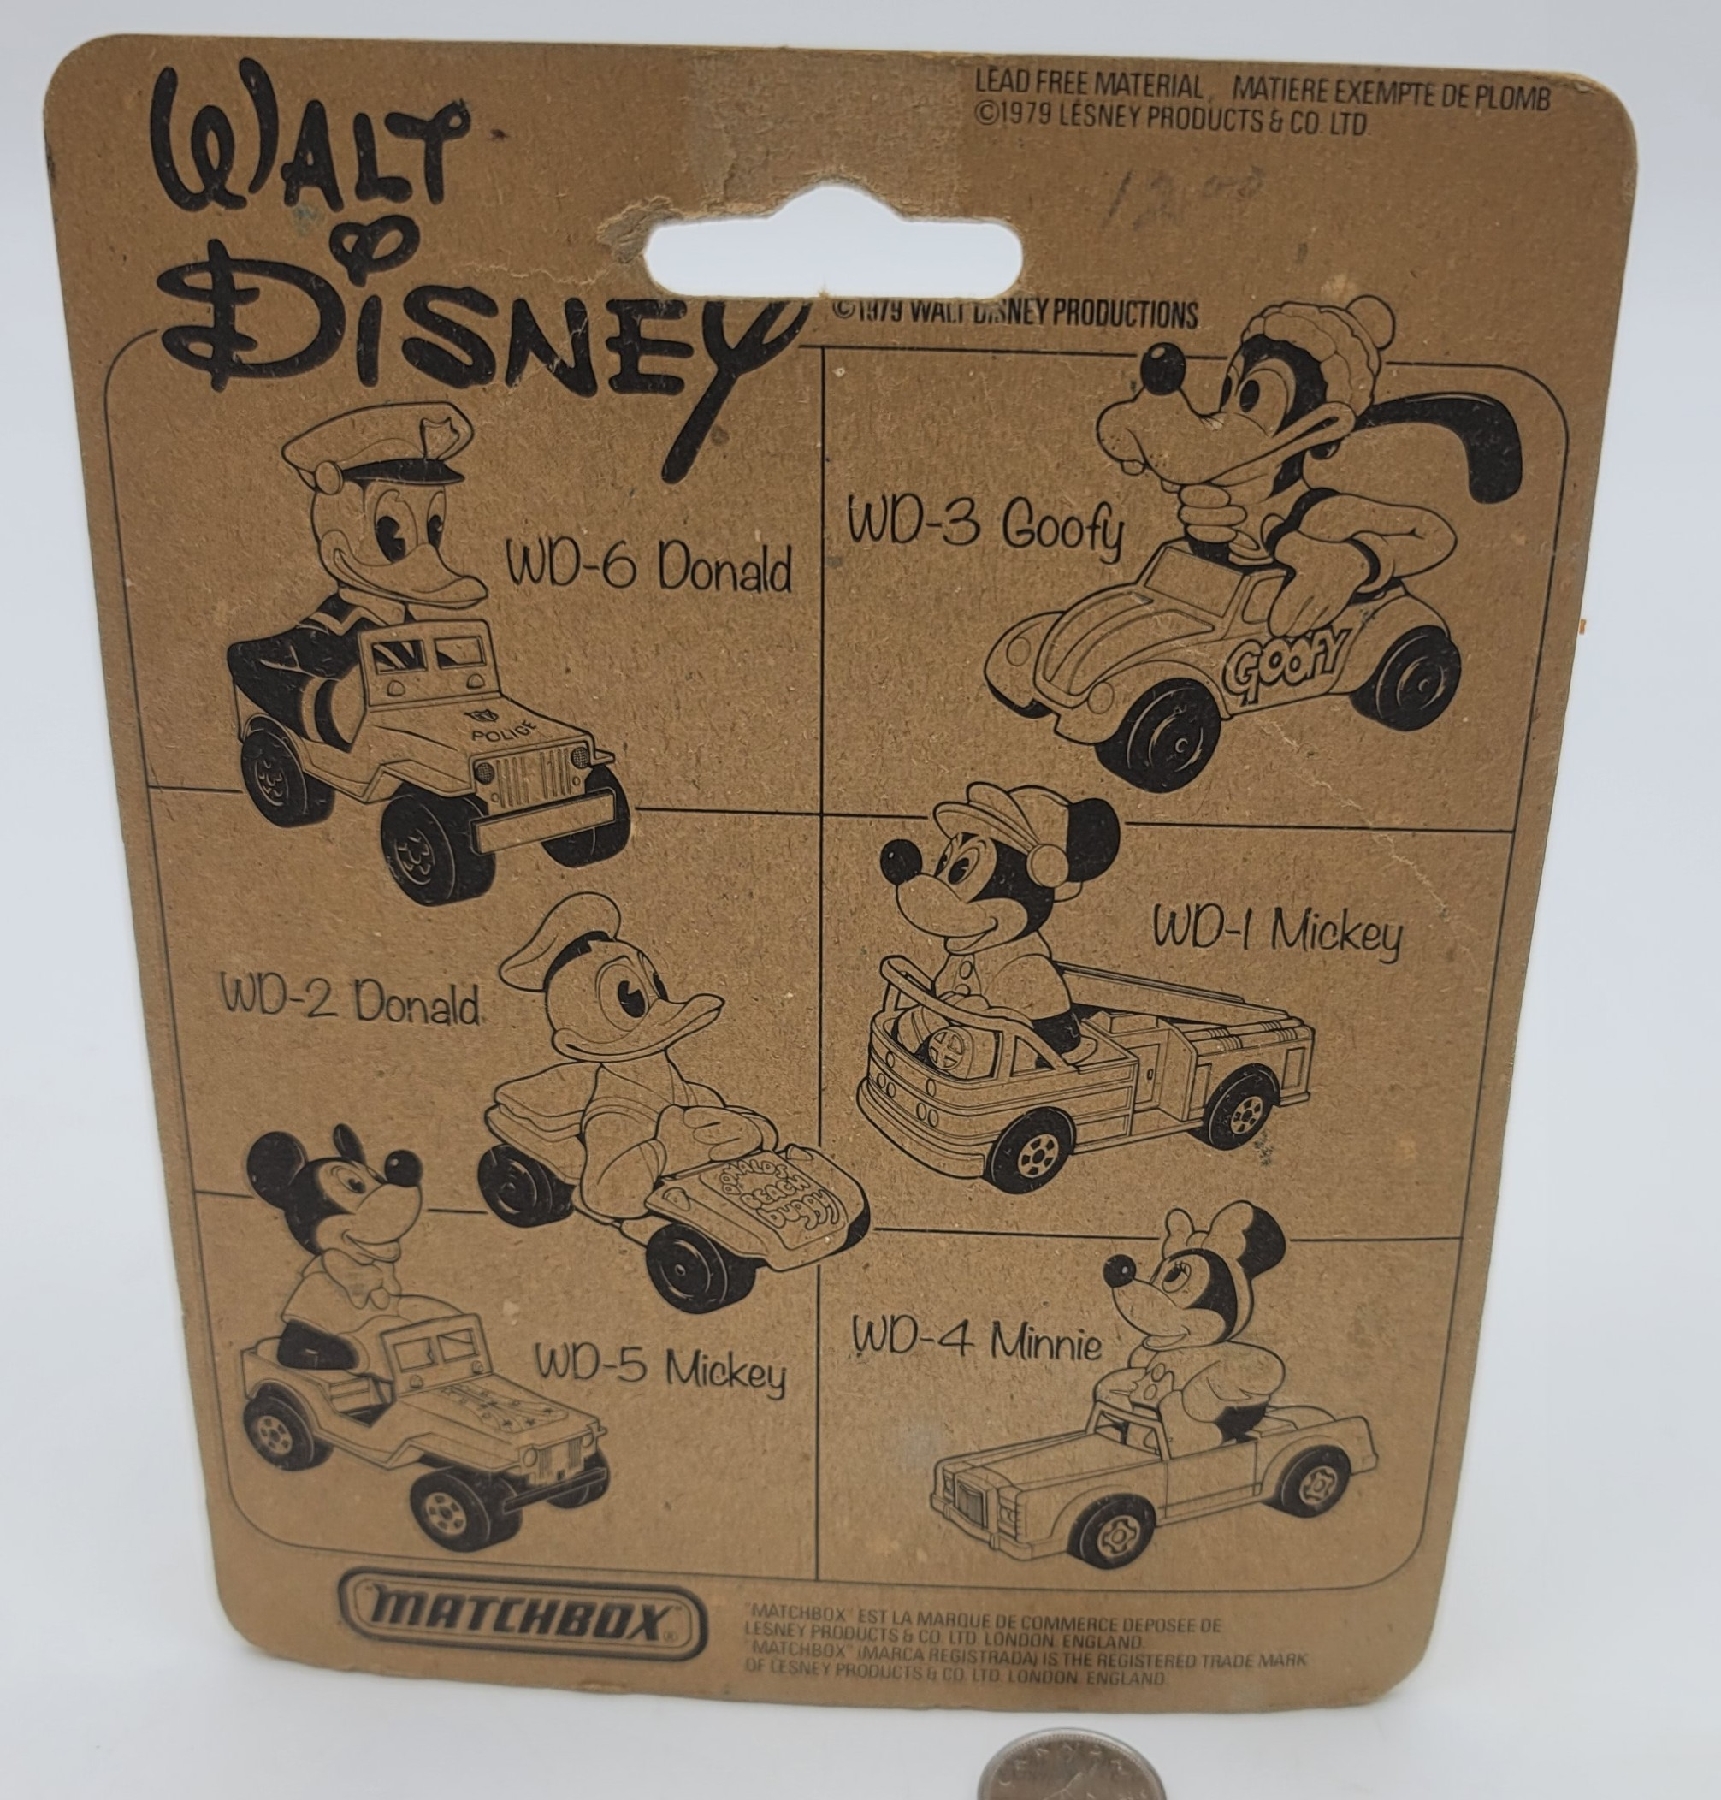 WALT
DISNEY
LEAD FREE MATERIAL, MATIERE EXEMPTE DE PLOMB
©1979 LESNEY PRODUCTS & CO. LTD.
12.00
©1979 WALT DISNEY PRODUCTIONS
WD-6 Donald
POLICE
WD-3 Goofy
GOOFY
WD-2 Donald
DONALDS
BEACH
BUGGY
WD-1 Mickey
WD-5 Mickey
WD-4 Minnie
MATCHBOX®
"MATCHBOX" EST LA MARQUE DE COMMERCE DEPOSEE DE
LESNEY PRODUCTS & CO. LTD. LONDON, ENGLAND.
"MATCHBOX" (MARCA REGISTRADA) IS THE REGISTERED TRADE MARK
OF LESNEY PRODUCTS & CO. LTD. LONDON, ENGLAND.